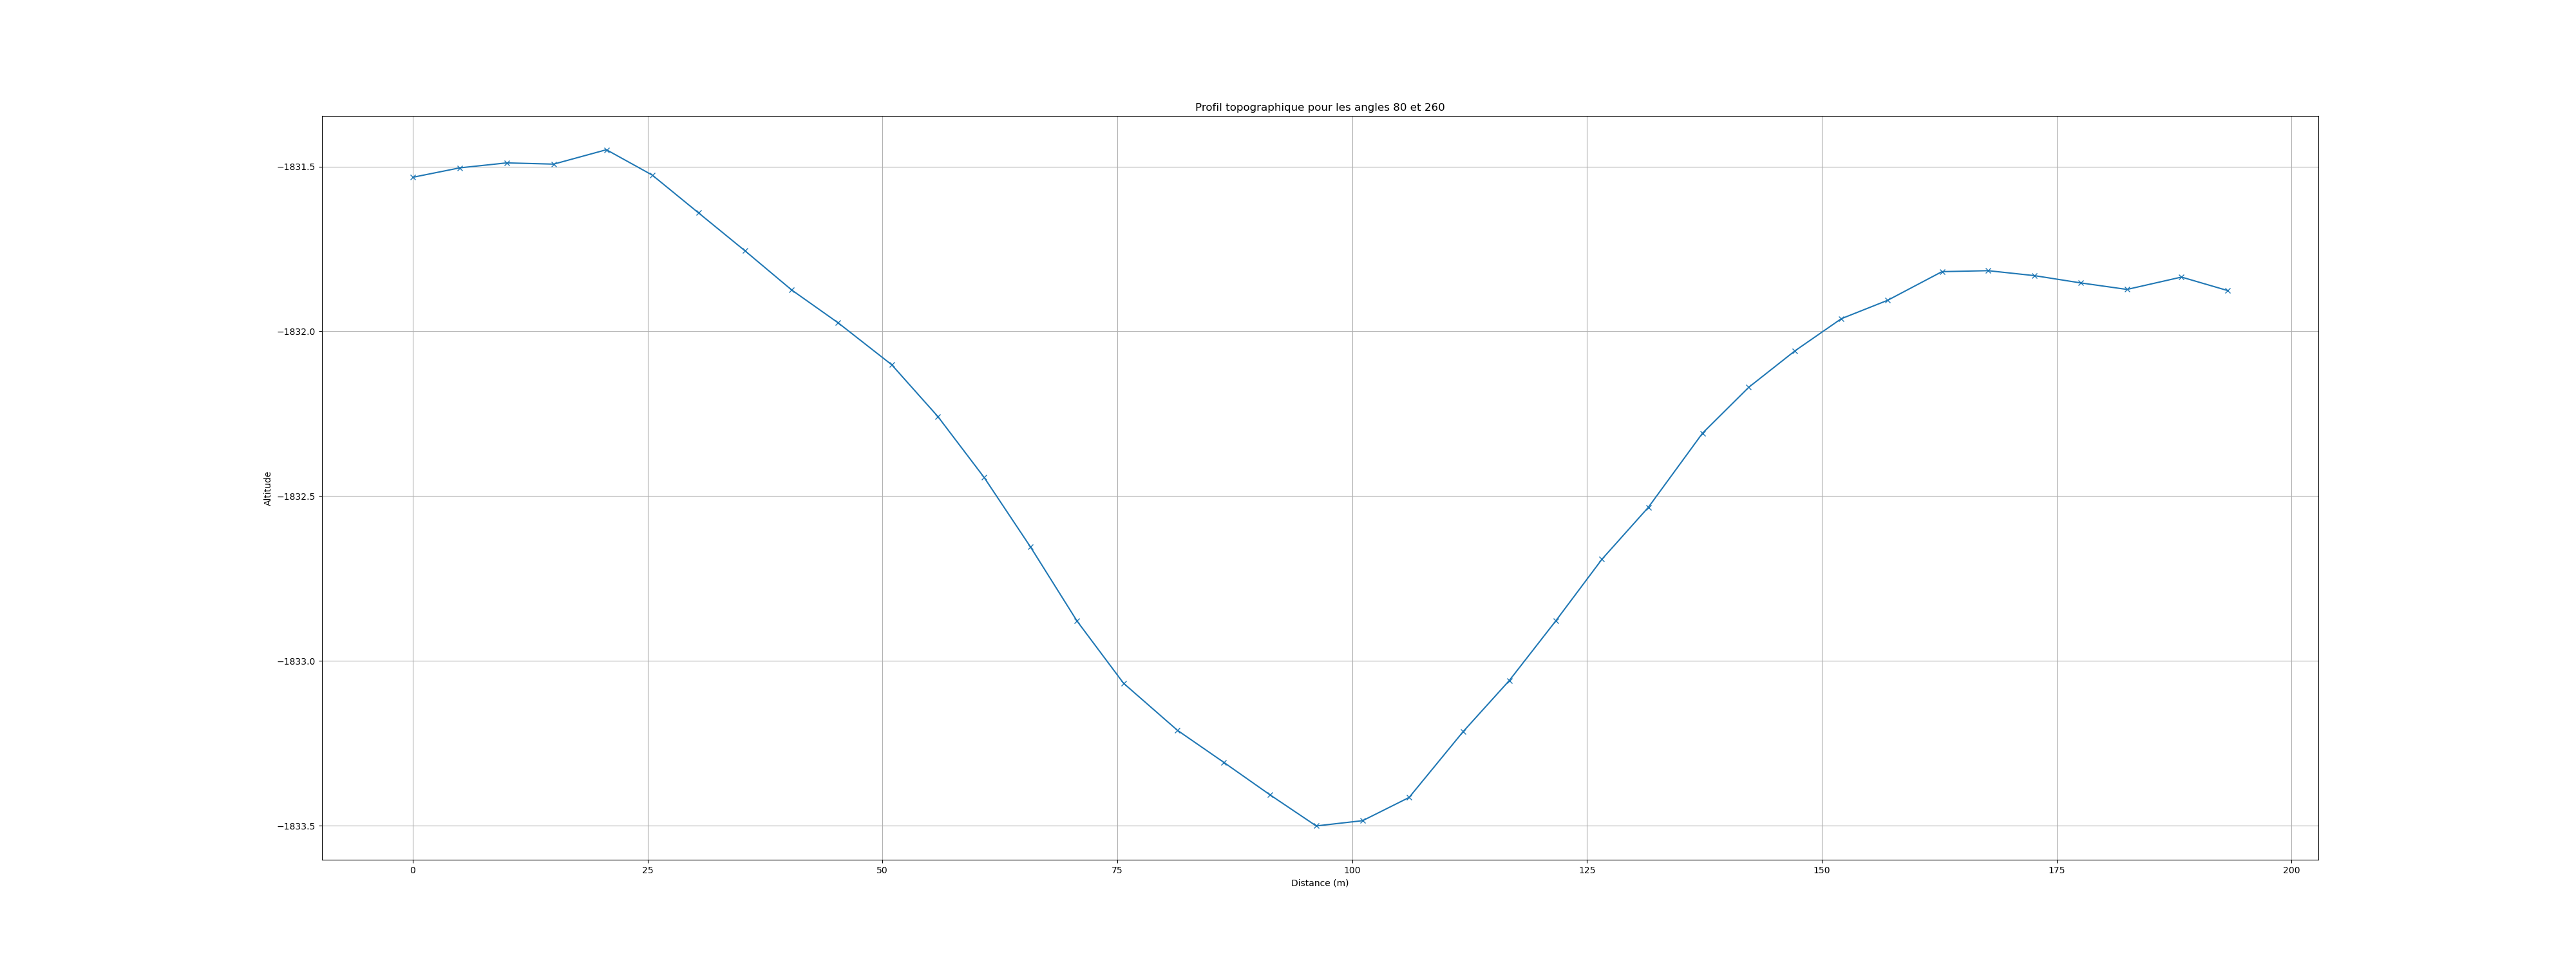 Profil topographique pour les angles 80 et 260
−1831.5
−1832.0
−1832.5
−1833.0
−1833.5
Altitude
0 25 50 75 100 125 150 175 200
Distance (m)